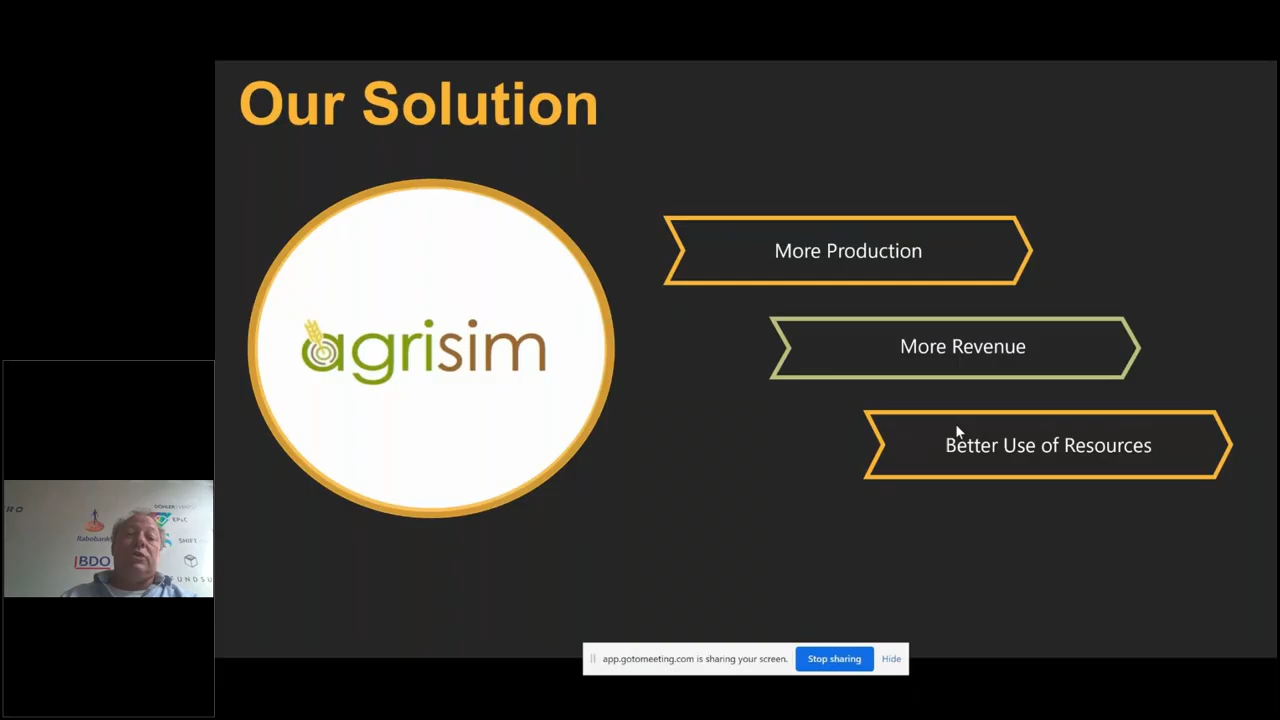 Our Solution
agrisim
More Production
More Revenue
Better Use of Resources
Rabobank
BDO
app.gotomeeting.com is sharing your screen.
Stop sharing
Hide